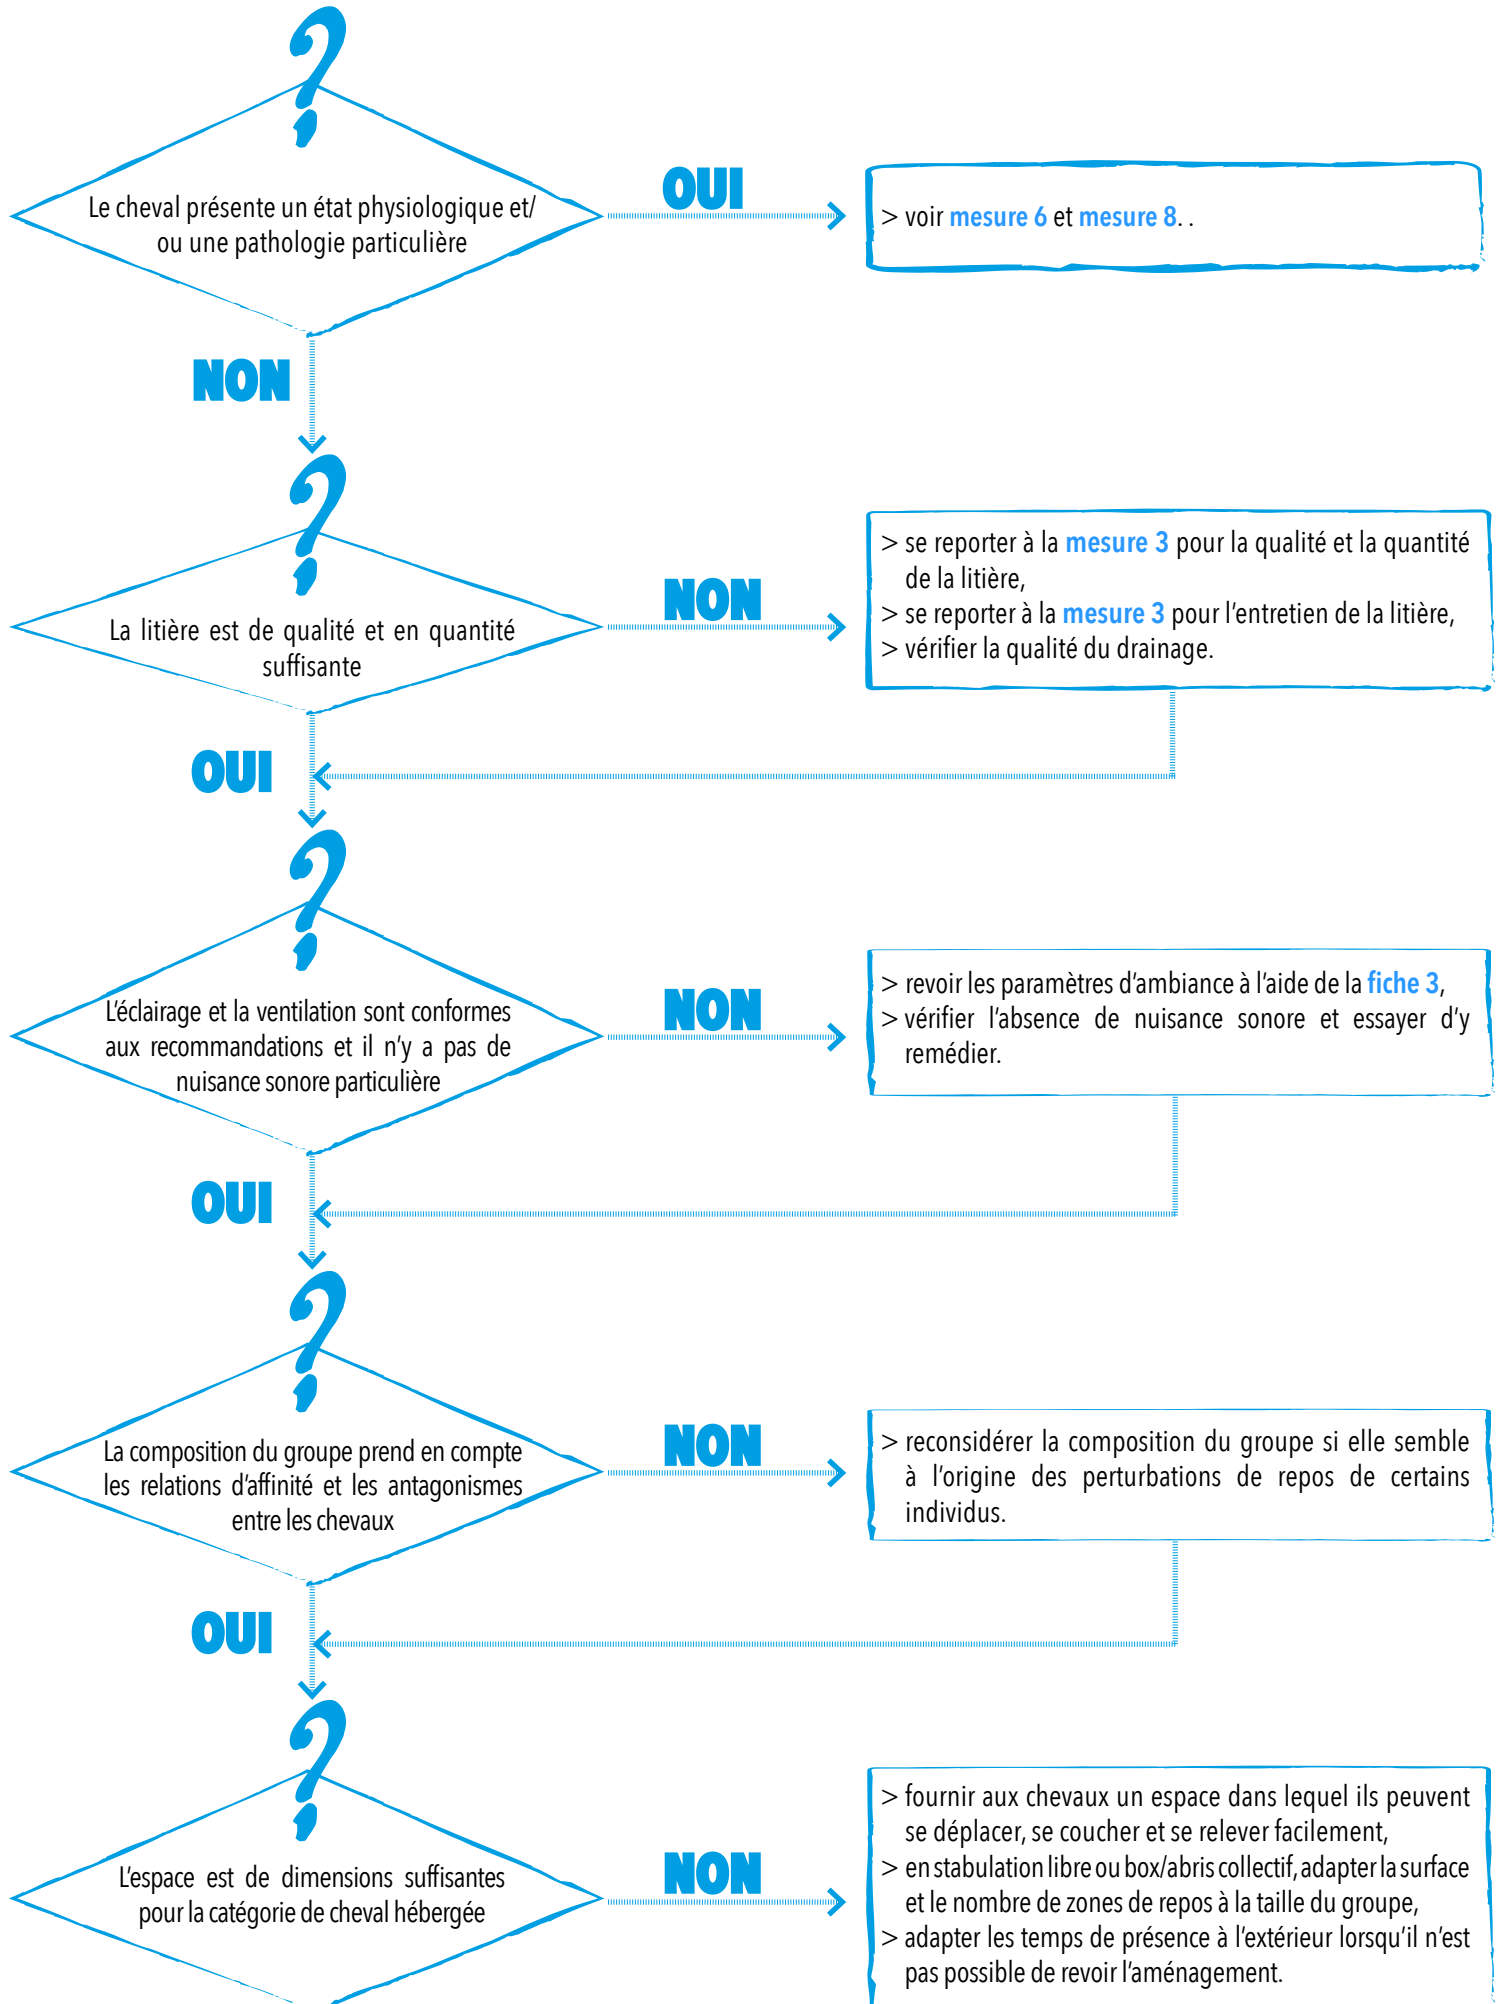 ?
Le cheval présente un état physiologique et/
ou une pathologie particulière
OUI
> voir mesure 6 et mesure 8. .
NON
?
La litière est de qualité et en quantité
suffisante
NON
> se reporter à la mesure 3 pour la qualité et la quantité
de la litière,
> se reporter à la mesure 3 pour l'entretien de la litière,
> vérifier la qualité du drainage.
OUI
?
L'éclairage et la ventilation sont conformes
aux recommandations et il n'y a pas de
nuisance sonore particulière
NON
> revoir les paramètres d'ambiance à l'aide de la fiche 3,
> vérifier l'absence de nuisance sonore et essayer d'y
remédier.
OUI
?
La composition du groupe prend en compte
les relations d'affinité et les antagonismes
entre les chevaux
NON
> reconsidérer la composition du groupe si elle semble
à l'origine des perturbations de repos de certains
individus.
OUI
?
L'espace est de dimensions suffisantes
pour la catégorie de cheval hébergée
NON
> fournir aux chevaux un espace dans lequel ils peuvent
se déplacer, se coucher et se relever facilement,
> en stabulation libre ou box/abris collectif, adapter la surface
et le nombre de zones de repos à la taille du groupe,
> adapter les temps de présence à l'extérieur lorsqu'il n'est
pas possible de revoir l'aménagement.